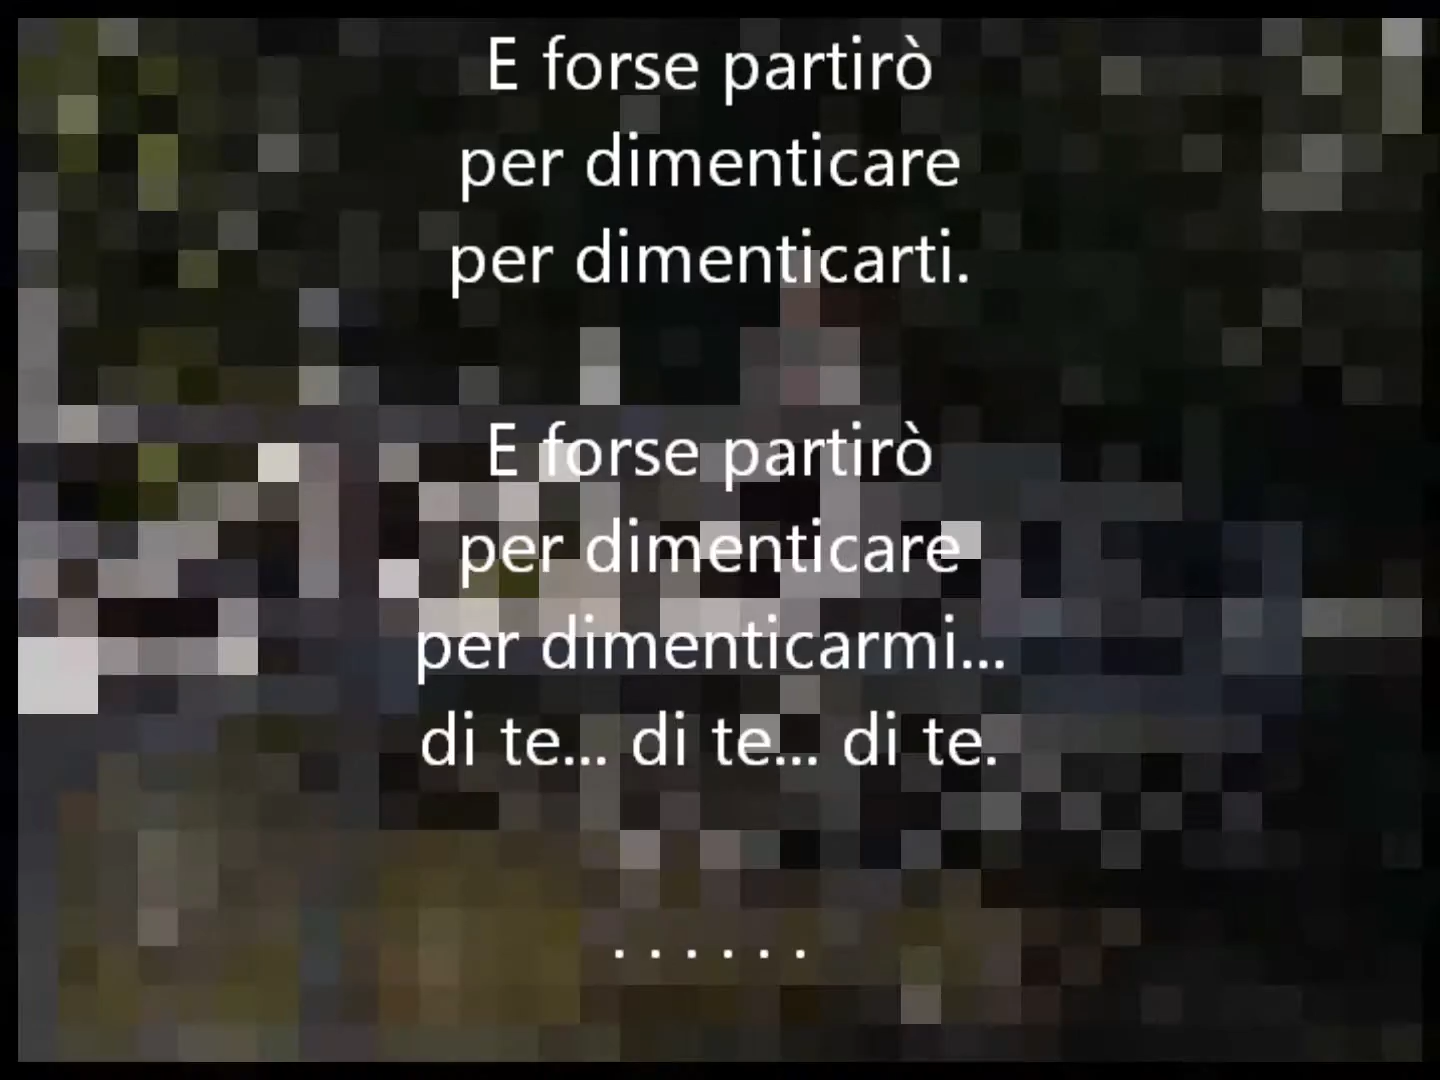 E forse partirò
per dimenticare
per dimenticarti.
E forse partirò
per dimenticare
per dimenticarmi...
di te... di te... di te.
. . . . . .